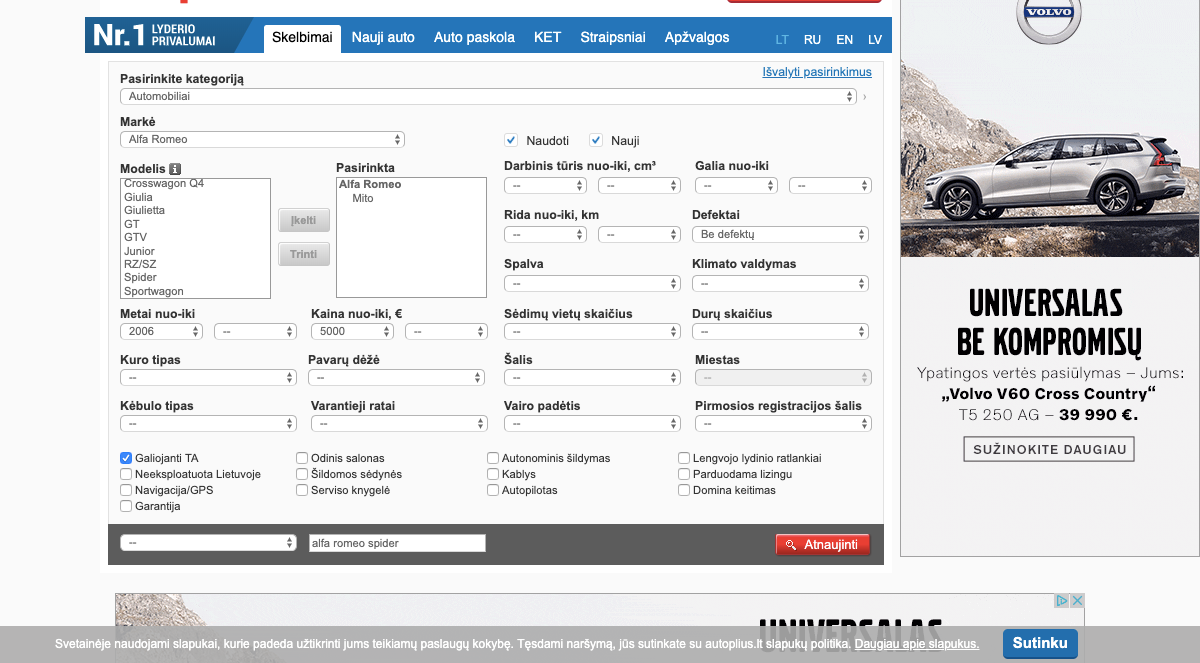 Nr.1 LYDERIO PRIVALUMAI
Skelbimai Nauji auto Auto paskola KET Straipsniai Apžvalgos LT RU EN LV
Pasirinkite kategoriją
Išvalyti pasirinkimus
Automobiliai
Markė
Alfa Romeo
Naudoti Nauji
Modelis i
Pasirinkta
Crosswagon Q4
Giulia
Giulietta
GT
GTV
Junior
RZ/SZ
Spider
Sportwagon
Įkelti
Trinti
Alfa Romeo
Mito
Darbinis tūris nuo-iki, cm³ Galia nuo-iki
-- -- -- --
Rida nuo-iki, km Defektai
-- -- Be defektų
Spalva Klimato valdymas
-- --
Metai nuo-iki Kaina nuo-iki, € Sėdimų vietų skaičius Durų skaičius
2006 -- 5000 -- -- --
Kuro tipas Pavarų dėžė Šalis Miestas
-- -- -- --
Kėbulo tipas Varantieji ratai Vairo padėtis Pirmosios registracijos šalis
-- -- -- --
Galiojanti TA Odinis salonas Autonominis šildymas Lengvojo lydinio ratlankiai
Neeksploatuota Lietuvoje Šildomos sėdynės Kablys Parduodama lizingu
Navigacija/GPS Serviso knygelė Autopilotas Domina keitimas
Garantija
-- alfa romeo spider Atnaujinti
VOLVO
UNIVERSALAS
BE KOMPROMISŲ
Ypatingos vertės pasiūlymas – Jums:
„Volvo V60 Cross Country“
T5 250 AG – 39 990 €.
SUŽINOKITE DAUGIAU
UNIVERSALAS
Svetainėje naudojami slapukai, kurie padeda užtikrinti jums teikiamų paslaugų kokybę. Tęsdami naršymą, jūs sutinkate su autoplius.lt slapukų politika. Daugiau apie slapukus.
Sutinku